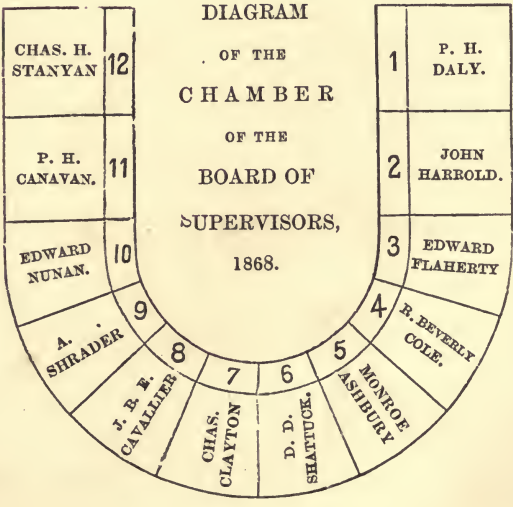 DIAGRAM
OF THE
CHAMBER
OF THE
BOARD OF
SUPERVISORS,
1868.
1
P. H.
DALY.
2
JOHN
HARROLD.
3
EDWARD
FLAHERTY
4
R. BEVERLY
COLE.
5
MONROE
ASHBURY
6
D. D.
SHATTUCK.
7
CHAS.
CLAYTON
8
J. B. E.
CAVALLIER
9
A.
SHRADER
10
EDWARD
NUNAN.
11
P. H.
CANAVAN.
12
CHAS. H.
STANYAN